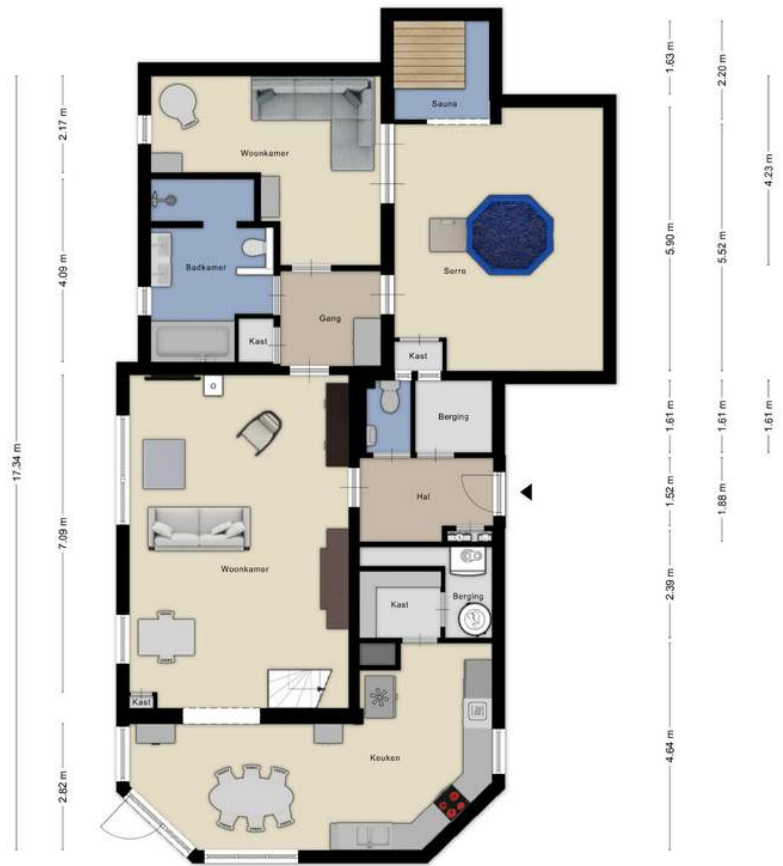 Sauna
Woonkamer
Badkamer
Serre
Gang
Kast
Kast
Berging
Hal
Woonkamer
Kast
Berging
Kast
Keuken
17.34 m
2.17 m
4.09 m
7.09 m
2.82 m
1.63 m
5.90 m
1.61 m
1.52 m
2.39 m
4.64 m
2.20 m
5.52 m
1.61 m
1.88 m
4.23 m
1.61 m